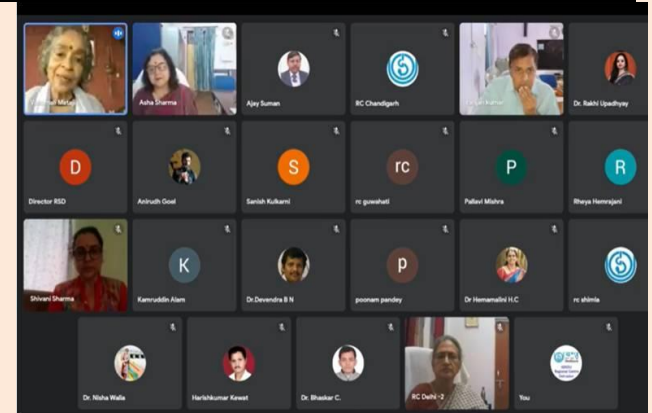 Asha Sharma
Ajay Suman
RC Chandigarh
Dr. Rakhi Upadhyay
D
S
rc
P
R
Director RSD
Anirudh Goel
Sanish Kulkarni
rc guwahati
Pallavi Mishra
Rheya Hemrajani
K
p
Shivani Sharma
Kamruddin Alam
Dr.Devendra B N
poonam pandey
Dr Hemamalini H.C
rc shimla
Dr. Nisha Walia
Harishkumar Kewat
Dr. Bhaskar C.
RC Delhi -2
You